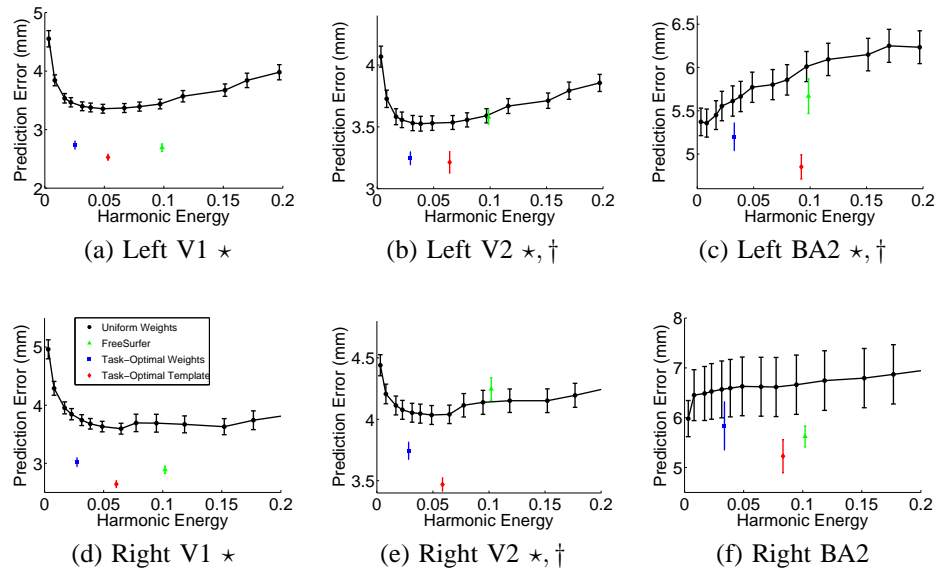 Prediction Error (mm)
5
4
3
2
0 0.05 0.1 0.15 0.2
Harmonic Energy
(a) Left V1 ⋆
Prediction Error (mm)
4
3.5
3
0 0.05 0.1 0.15 0.2
Harmonic Energy
(b) Left V2 ⋆, †
Prediction Error (mm)
6.5
6
5.5
5
0 0.05 0.1 0.15 0.2
Harmonic Energy
(c) Left BA2 ⋆, †
Prediction Error (mm)
5
4
3
0 0.05 0.1 0.15 0.2
Harmonic Energy
Uniform Weights
FreeSurfer
Task−Optimal Weights
Task−Optimal Template
(d) Right V1 ⋆
Prediction Error (mm)
4.5
4
3.5
0 0.05 0.1 0.15 0.2
Harmonic Energy
(e) Right V2 ⋆, †
Prediction Error (mm)
8
7
6
5
0 0.05 0.1 0.15 0.2
Harmonic Energy
(f) Right BA2